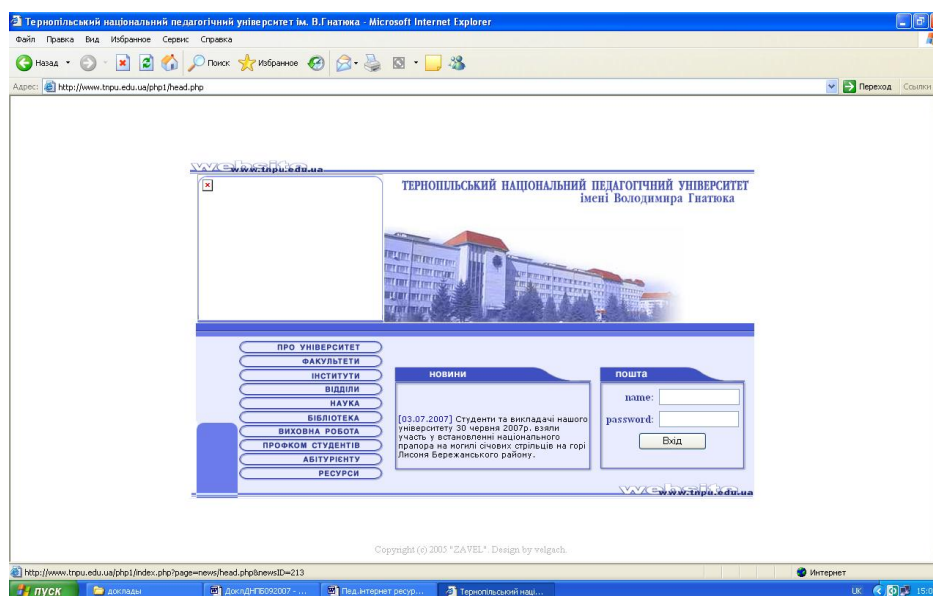 Тернопільський національний педагогічний університет ім. В.Гнатюка - Microsoft Internet Explorer
Файл Правка Вид Избранное Сервис Справка
Назад Поиск Избранное
Адрес: http://www.tnpu.edu.ua/php1/head.php Переход Ссылки
website
www.tnpu.edu.ua
ТЕРНОПІЛЬСЬКИЙ НАЦІОНАЛЬНИЙ ПЕДАГОГІЧНИЙ УНІВЕРСИТЕТ
імені Володимира Гнатюка
ПРО УНІВЕРСИТЕТ
ФАКУЛЬТЕТИ
ІНСТИТУТИ
ВІДДІЛИ
НАУКА
БІБЛІОТЕКА
ВИХОВНА РОБОТА
ПРОФКОМ СТУДЕНТІВ
АБІТУРІЄНТУ
РЕСУРСИ
новини
[03.07.2007] Студенти та викладачі нашого
університету 30 червня 2007р. взяли
участь у встановленні національного
прапора на могилі січових стрільців на горі
Лисоня Бережанського району.
пошта
name:
password:
Вхід
website
www.tnpu.edu.ua
Copyright (c) 2005 "ZAVEL". Design by velgach.
http://www.tnpu.edu.ua/php1/index.php?page=news/head.php&newsID=213 Интернет
пуск доклады ДоклДНПБ092007 - ... Пед.інтернет ресур... Тернопільський наці... UK 15:0